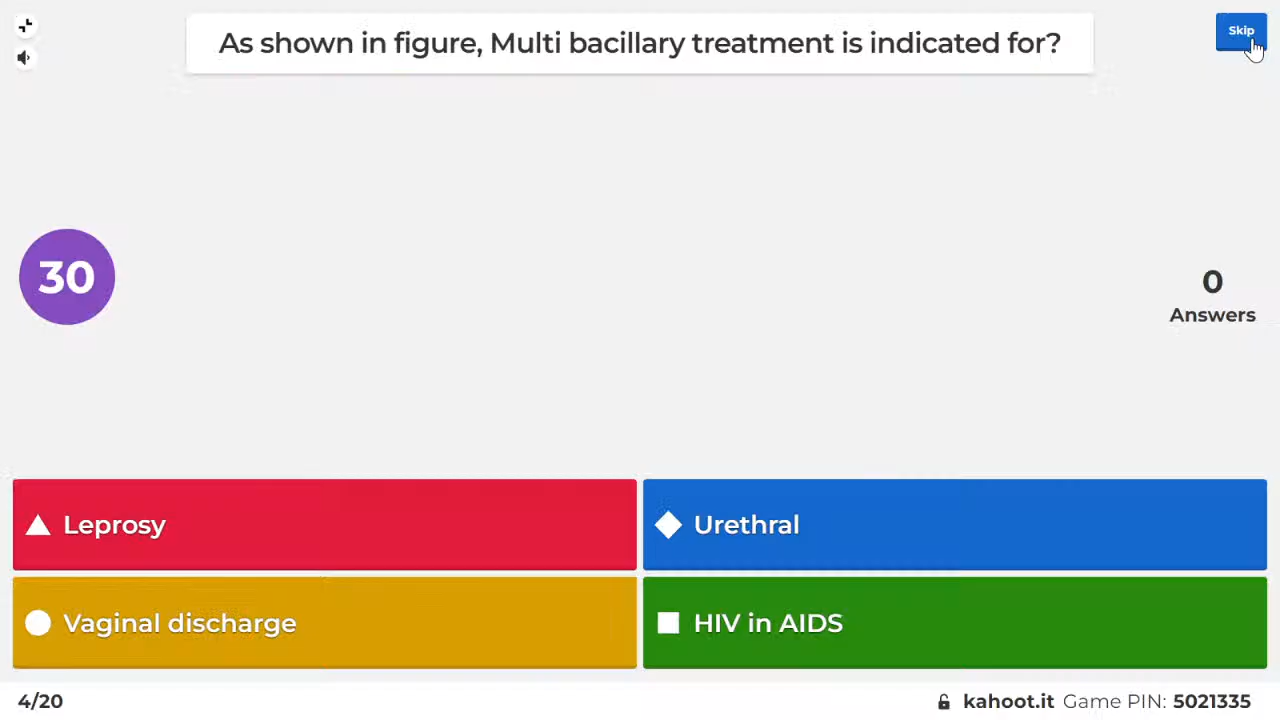 As shown in figure, Multi bacillary treatment is indicated for?
Skip
30
0
Answers
Leprosy
Urethral
Vaginal discharge
HIV in AIDS
4/20
kahoot.it Game PIN: 5021335